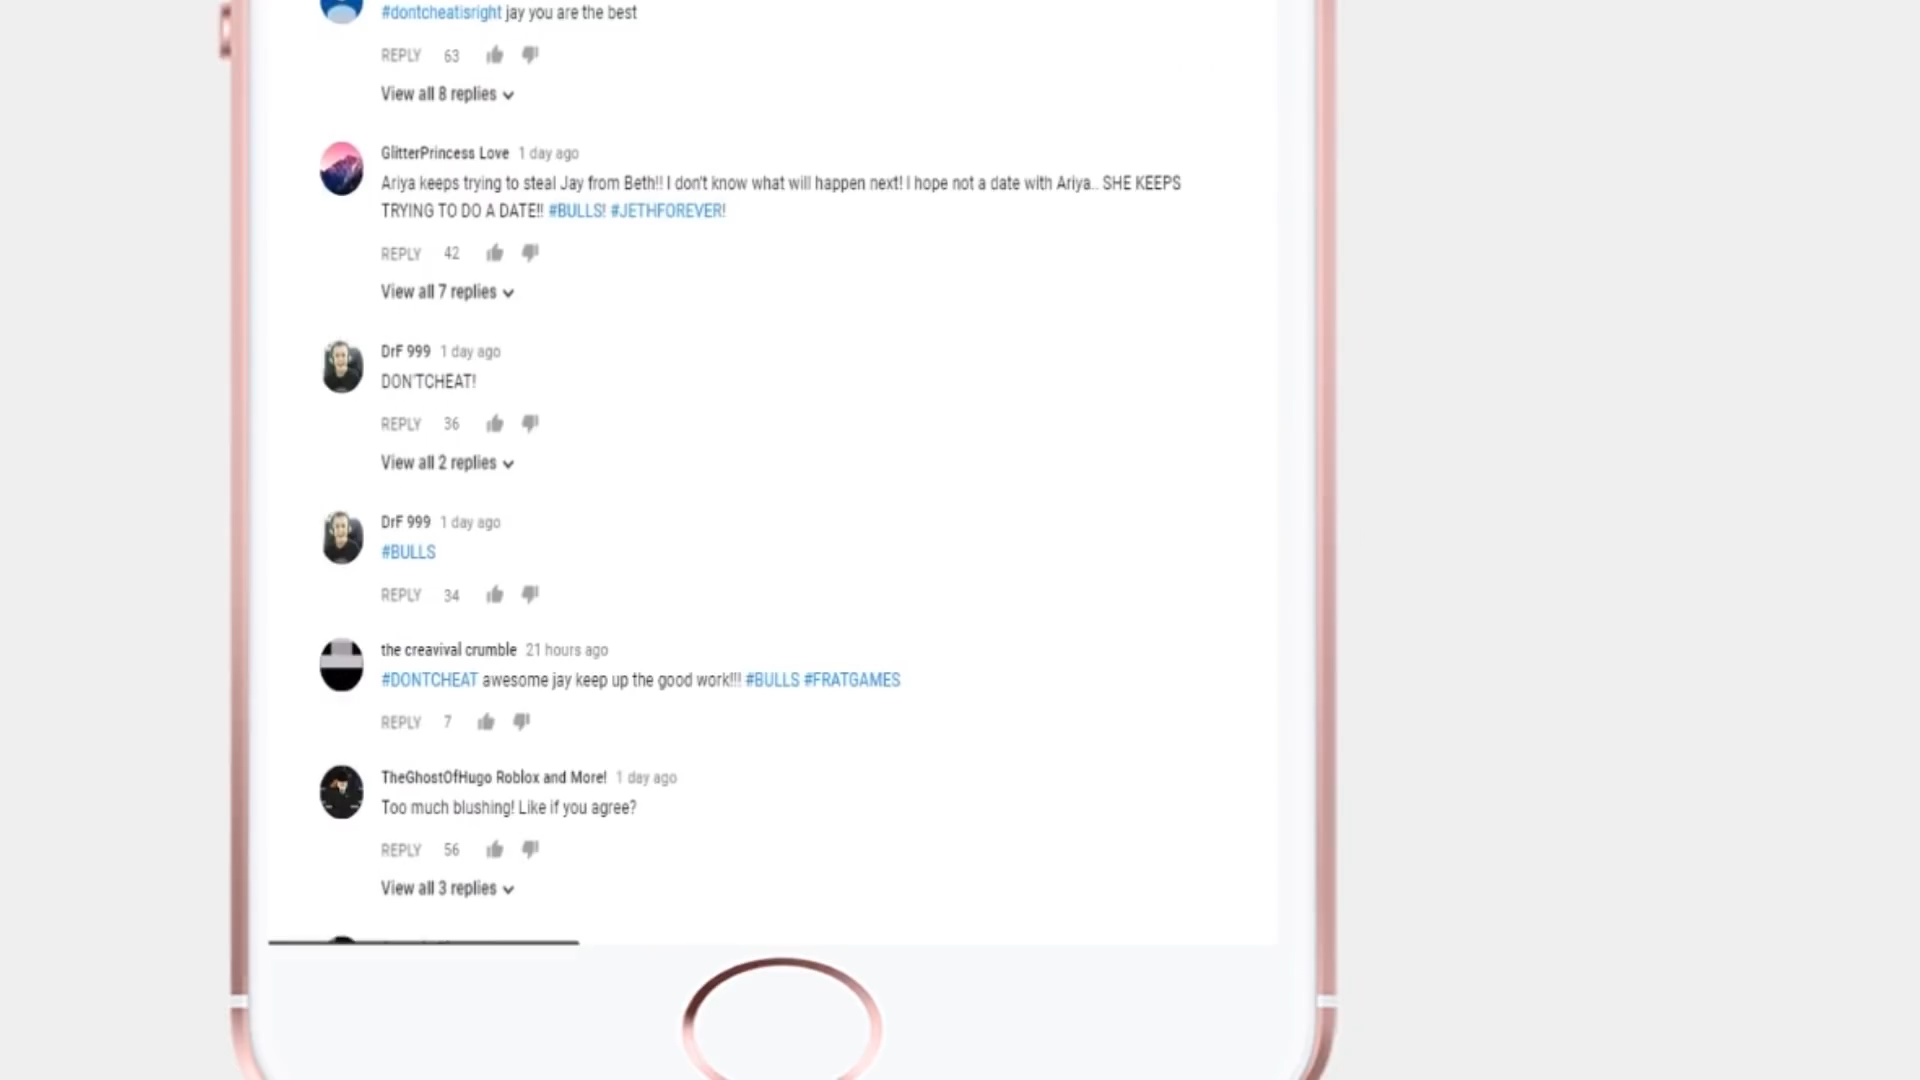 #dontcheatisright jay you are the best
REPLY 63
View all 8 replies
GlitterPrincess Love 1 day ago
Ariya keeps trying to steal Jay from Beth!! I don't know what will happen next! I hope not a date with Ariya.. SHE KEEPS
TRYING TO DO A DATE!! #BULLS! #JETHFOREVER!
REPLY 42
View all 7 replies
DrF 999 1 day ago
DON'TCHEAT!
REPLY 36
View all 2 replies
DrF 999 1 day ago
#BULLS
REPLY 34
the creavival crumble 21 hours ago
#DONTCHEAT awesome jay keep up the good work!!! #BULLS #FRATGAMES
REPLY 7
TheGhostOfHugo Roblox and More! 1 day ago
Too much blushing! Like if you agree?
REPLY 56
View all 3 replies